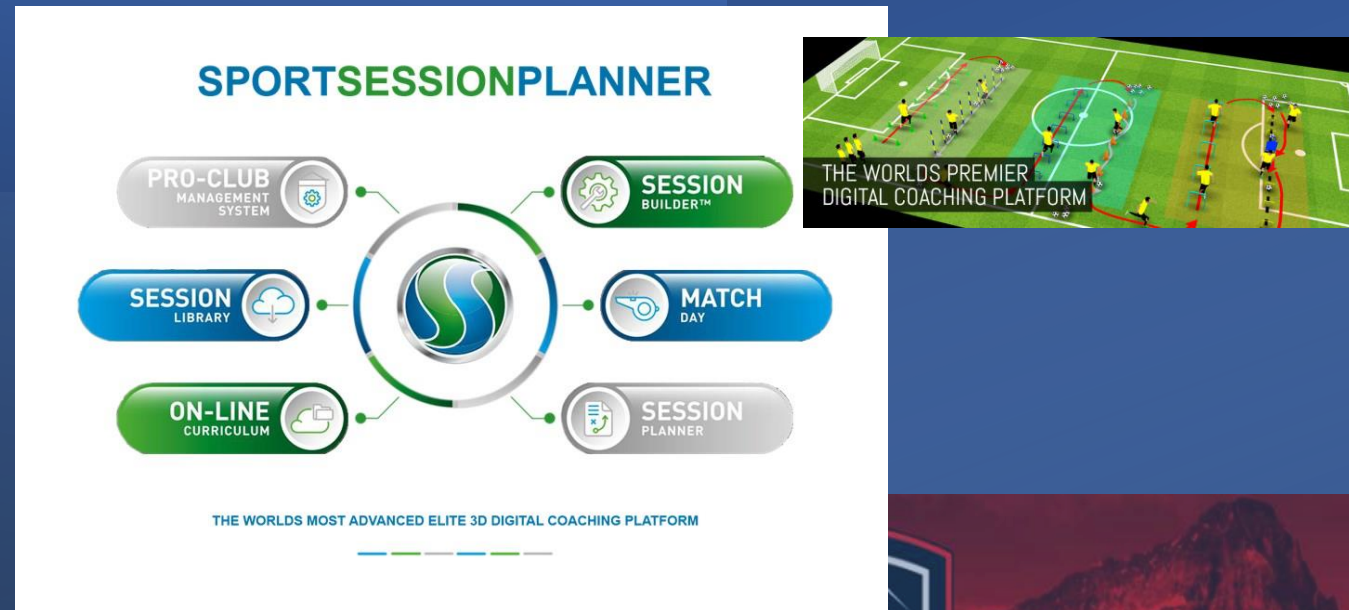 SPORTSESSIONPLANNER
PRO-CLUB
MANAGEMENT
SYSTEM
SESSION
BUILDER™
SESSION
LIBRARY
MATCH
DAY
ON-LINE
CURRICULUM
SESSION
PLANNER
THE WORLDS MOST ADVANCED ELITE 3D DIGITAL COACHING PLATFORM
THE WORLDS PREMIER
DIGITAL COACHING PLATFORM